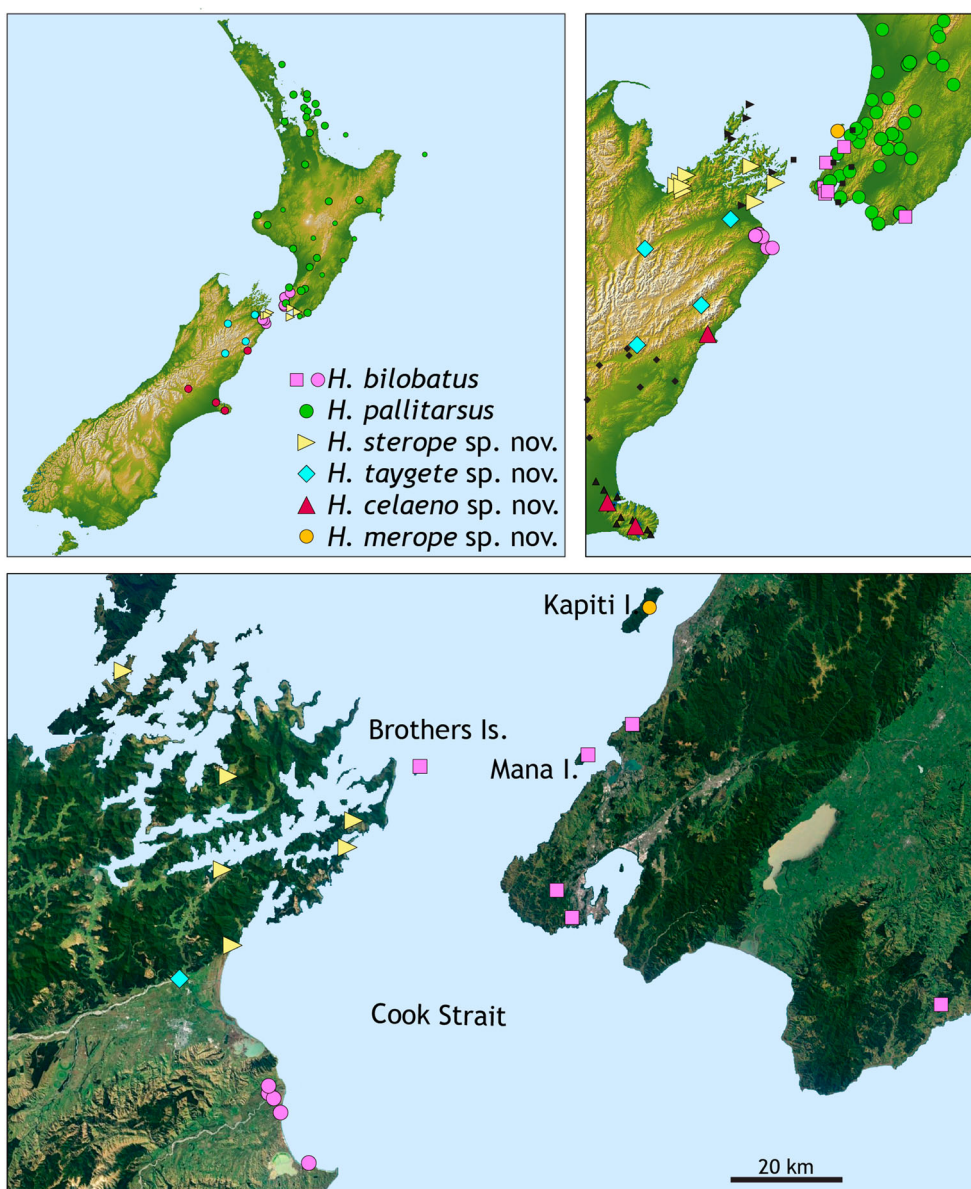 H. bilobatus
H. pallitarsus
H. sterope sp. nov.
H. taygete sp. nov.
H. celaeno sp. nov.
H. merope sp. nov.
Kapiti I.
Brothers Is.
Mana I.
Cook Strait
20 km